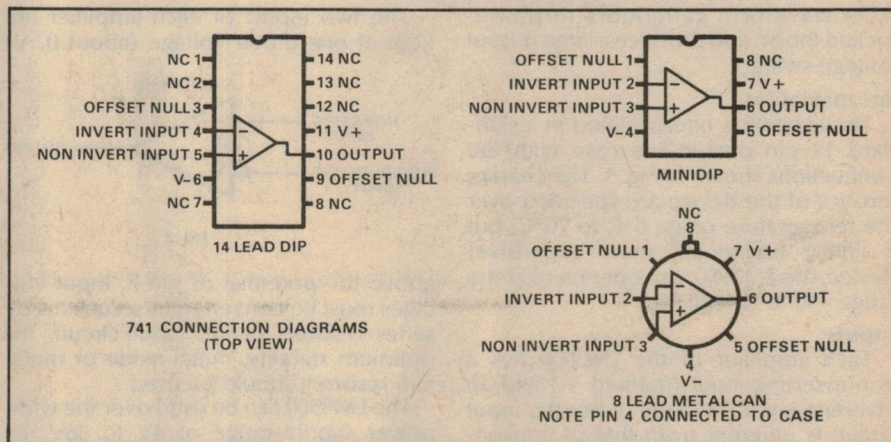 NC 1
14 NC
NC 2
13 NC
OFFSET NULL 3
12 NC
INVERT INPUT 4
11 V+
NON INVERT INPUT 5
10 OUTPUT
V-6
9 OFFSET NULL
NC 7
8 NC
14 LEAD DIP
741 CONNECTION DIAGRAMS
(TOP VIEW)
OFFSET NULL 1
8 NC
INVERT INPUT 2
7 V+
NON INVERT INPUT 3
6 OUTPUT
V-4
5 OFFSET NULL
MINIDIP
NC
8
OFFSET NULL 1
7 V+
INVERT INPUT 2
6 OUTPUT
NON INVERT INPUT 3
5 OFFSET NULL
4
V-
8 LEAD METAL CAN
NOTE PIN 4 CONNECTED TO CASE